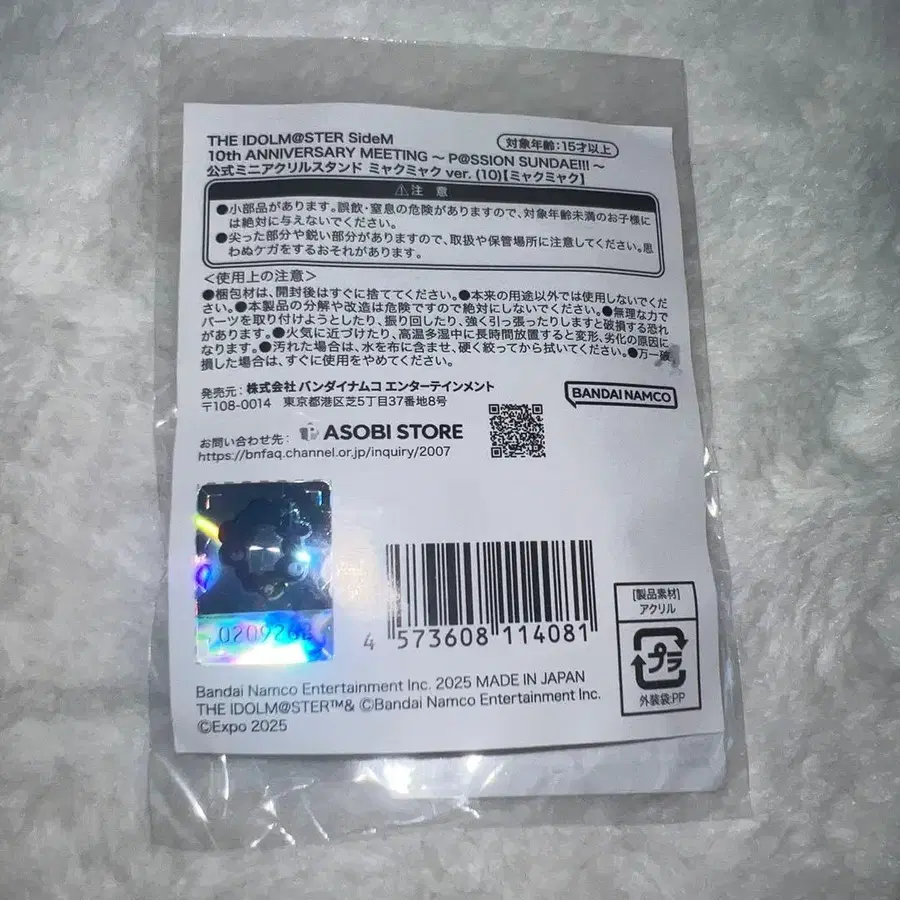 THE IDOLM@STER SideM
対象年齢:15才以上
10th ANNIVERSARY MEETING ~ P@SSION SUNDAE!!! ~
公式ミニアクリルスタンド ミャクミャク ver. (10)【ミャクミャク】
⚠注 意
●小部品があります。誤飲・窒息の危険がありますので、対象年齢未満のお子様に
は絶対に与えないでください。
●尖った部分や鋭い部分がありますので、取扱や保管場所に注意してください。思
わぬケガをするおそれがあります。
<使用上の注意>
●梱包材は、開封後はすぐに捨ててください。●本来の用途以外では使用しないでくだ
さい。●本製品の分解や改造は危険ですので絶対にしないでください。●無理な力で
パーツを取り付けようとしたり、振り回したり、強く引っ張ったりしますと破損する恐れ
があります。●火気に近づけたり、高温多湿中に長時間放置すると変形、劣化の原因に
なります。●汚れた場合は、水を布に含ませ、硬く絞ってから拭いてください。●万一破
損した場合は、すぐに使用をやめてください。
発売元:株式会社 バンダイナムコ エンターテインメント
〒108-0014 東京都港区芝5丁目37番地8号
BANDAI NAMCO
お問い合わせ先: ASOBI STORE
https://bnfaq.channel.or.jp/inquiry/2007
4 573608 114081
[製品素材]
アクリル
プラ
外装袋:PP
Bandai Namco Entertainment Inc. 2025 MADE IN JAPAN
THE IDOLM@STER™& ©Bandai Namco Entertainment Inc.
©Expo 2025